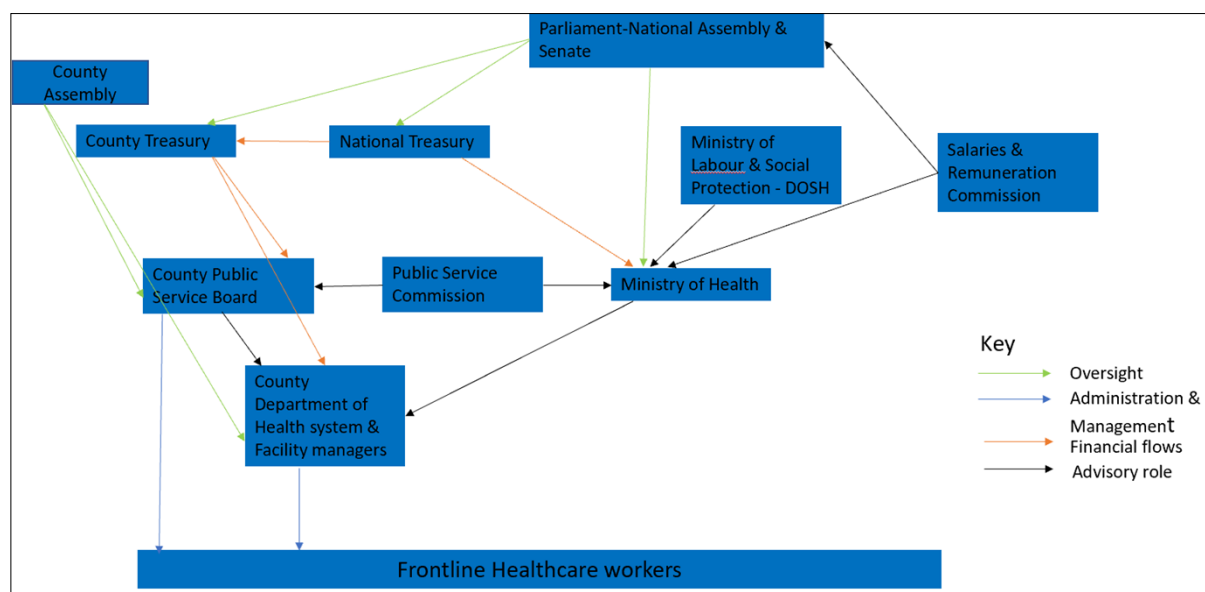 Parliament-National Assembly &
Senate
County
Assembly
County Treasury
National Treasury
Ministry of
Labour & Social
Protection - DOSH
Salaries &
Remuneration
Commission
County Public
Service Board
Public Service
Commission
Ministry of Health
County
Department of
Health system &
Facility managers
Frontline Healthcare workers
Key
Oversight
Administration &
Management
Financial flows
Advisory role